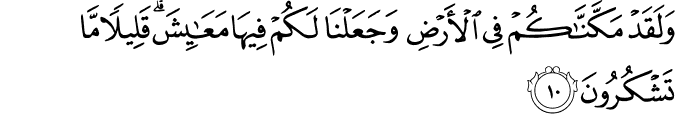 وَلَقَدۡ مَكَّنَّٰكُمۡ فِي ٱلۡأَرۡضِ وَجَعَلۡنَا لَكُمۡ فِيهَا مَعَٰيِشَۗ قَلِيلٗا مَّا
تَشۡكُرُونَ ١٠